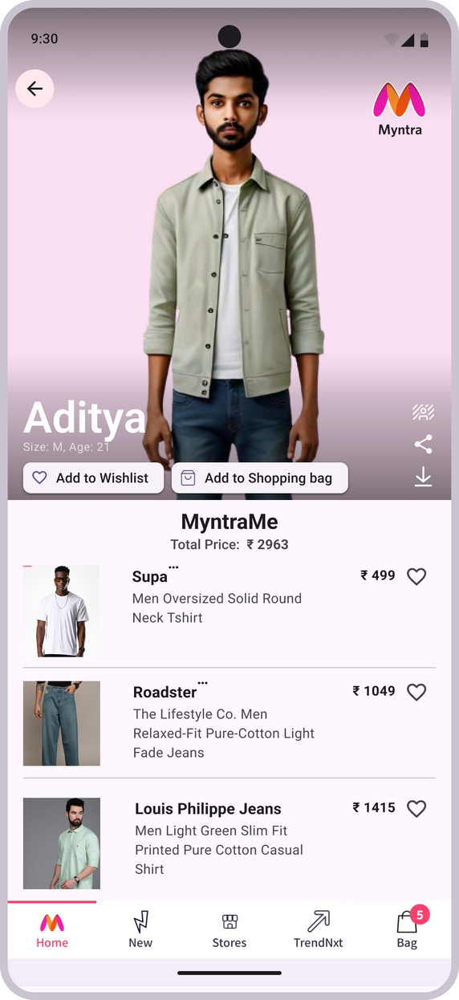 9:30
Myntra
Aditya
Size: M, Age: 21
Add to Wishlist
Add to Shopping bag
MyntraMe
Total Price: ₹ 2963
Supa...
₹ 499
Men Oversized Solid Round
Neck Tshirt
Roadster...
₹ 1049
The Lifestyle Co. Men
Relaxed-Fit Pure-Cotton Light
Fade Jeans
Louis Philippe Jeans
₹ 1415
Men Light Green Slim Fit
Printed Pure Cotton Casual
Shirt
5
Home
New
Stores
TrendNxt
Bag